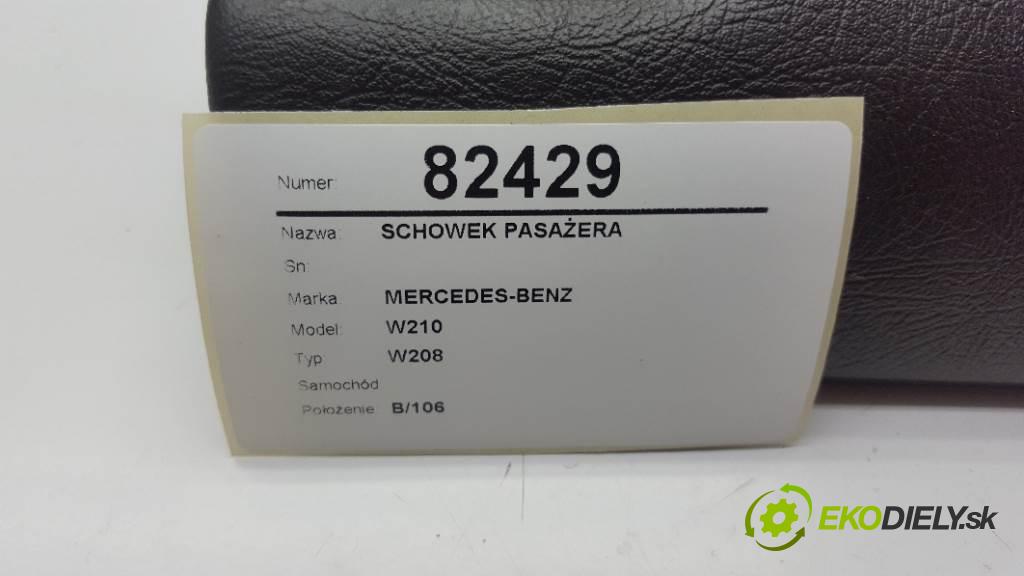 Numer: 82429
Nazwa: SCHOWEK PASAŻERA
Sn:
Marka: MERCEDES-BENZ
Model: W210
Typ W208
Samochód
Położenie: B/106
EKODIELY.sk